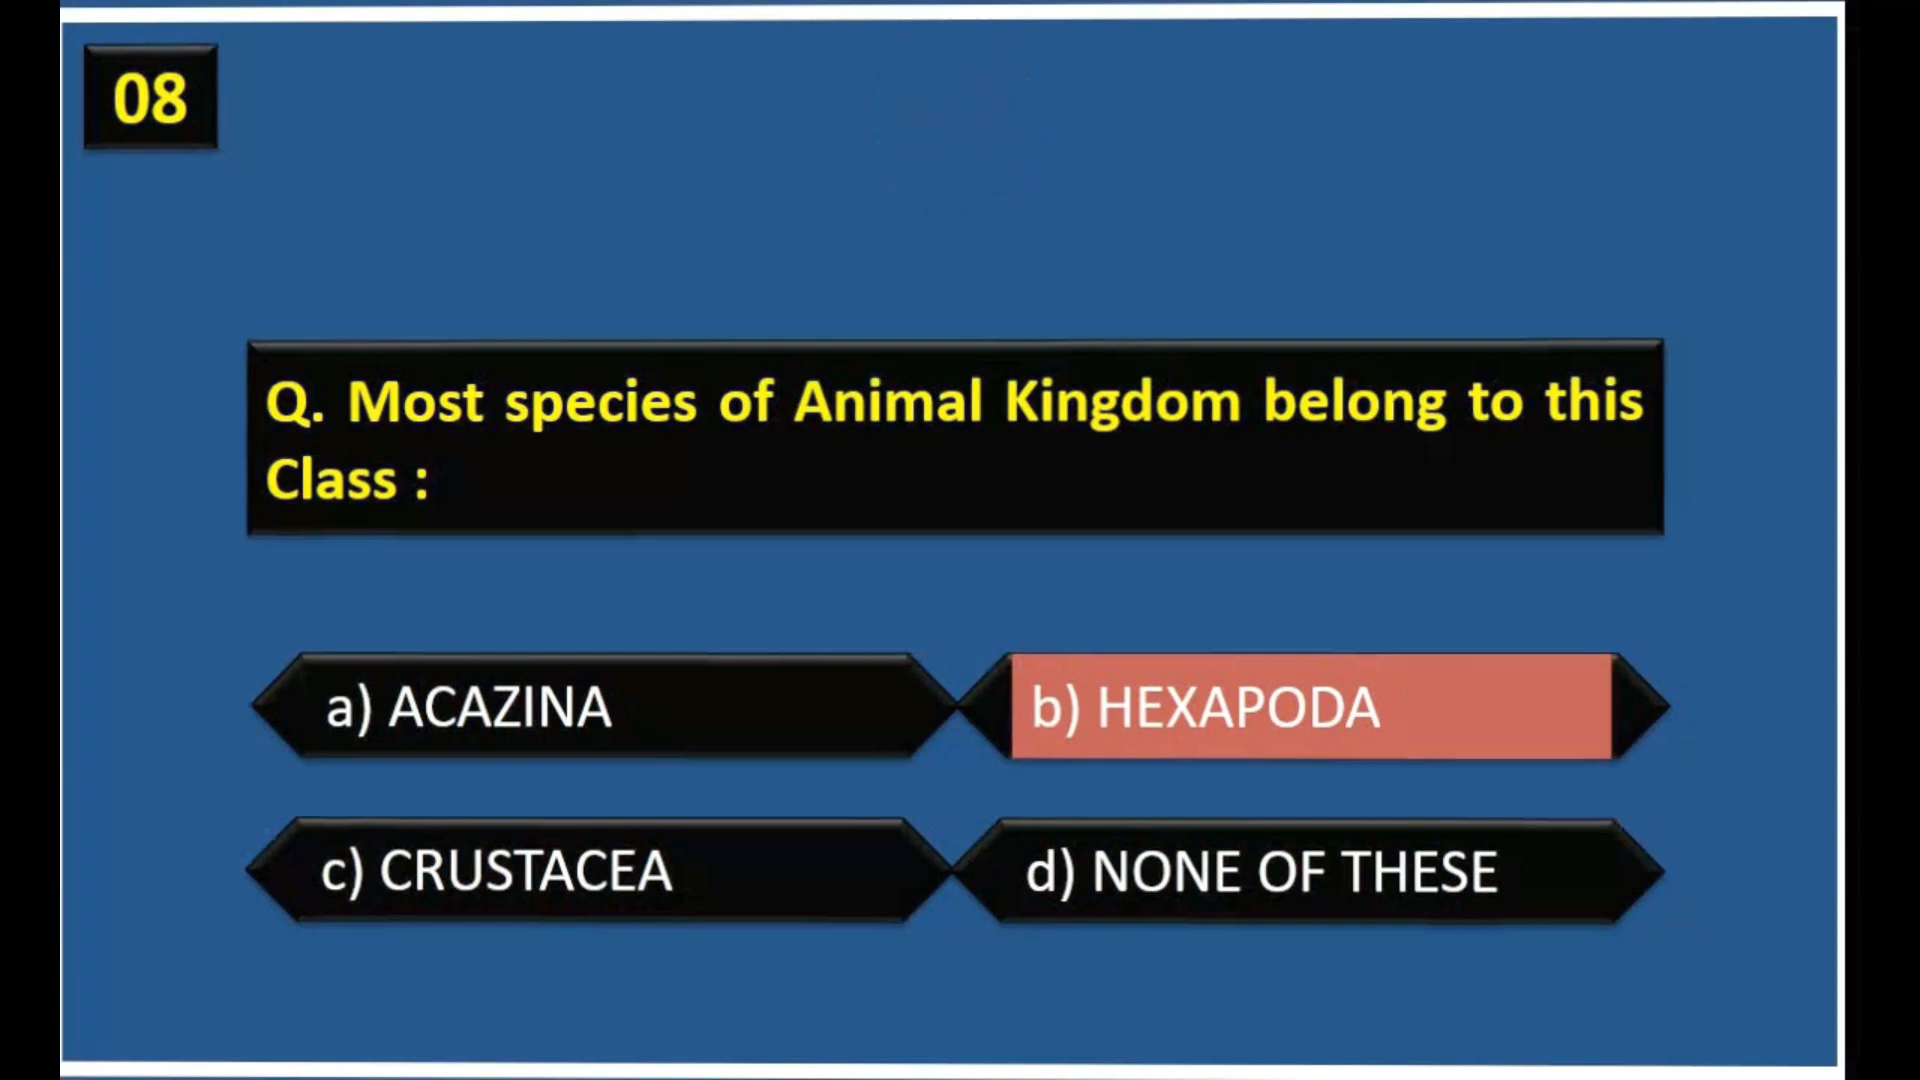 08
Q. Most species of Animal Kingdom belong to this
Class :
a) ACAZINA
b) HEXAPODA
c) CRUSTACEA
d) NONE OF THESE